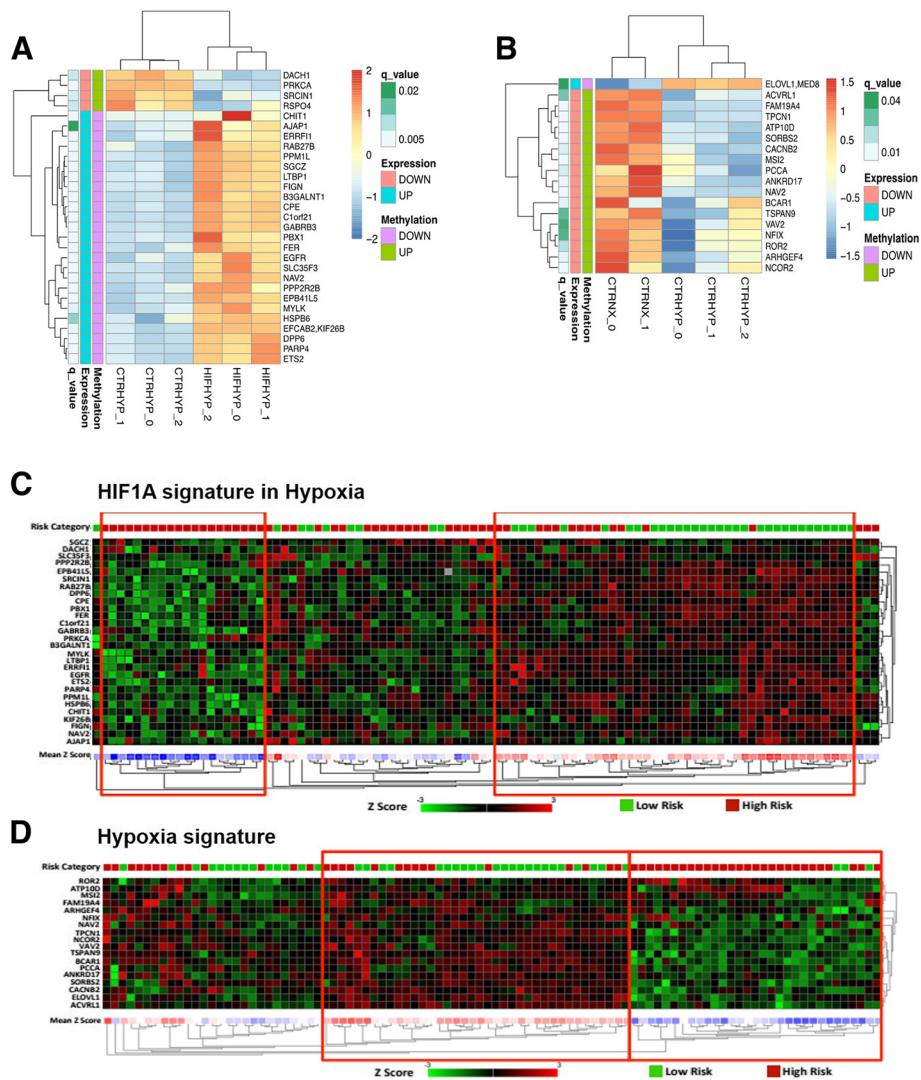 A
DACH1
PRKCA
SRCIN1
RSPO4
CHIT1
AJAP1
ERRFI1
RAB27B
PPM1L
SGCZ
LTBP1
FIGN
B3GALNT1
CPE
C1orf21
GABRB3
PBX1
FER
EGFR
SLC35F3
NAV2
PPP2R2B
EPB41L5
MYLK
HSPB6
EFCAB2,KIF26B
DPP6
PARP4
ETS2
2
1
0
−1
−2
q_value
0.02
0.005
Expression
DOWN
UP
Methylation
DOWN
UP
q_value
Expression
Methylation
CTRHYP_1
CTRHYP_0
CTRHYP_2
HIFHYP_2
HIFHYP_0
HIFHYP_1
B
ELOVL1,MED8
ACVRL1
FAM19A4
TPCN1
ATP10D
SORBS2
CACNB2
MSI2
PCCA
ANKRD17
NAV2
BCAR1
TSPAN9
VAV2
NFIX
ROR2
ARHGEF4
NCOR2
1.5
1
0.5
0
−0.5
−1
−1.5
q_value
0.04
0.01
Expression
DOWN
UP
Methylation
DOWN
UP
q_value
Expression
Methylation
CTRNX_0
CTRNX_1
CTRHYP_0
CTRHYP_1
CTRHYP_2
C
HIF1A signature in Hypoxia
Risk Category
SGCZ
DACH1
SLC35F3
PPP2R2B
EPB41L5
SRCIN1
RAB27B
DPP6
CPE
PBX1
FER
C1orf21
GABRB3
PRKCA
B3GALNT1
MYLK
LTBP1
ERRFI1
EGFR
ETS2
PARP4
PPM1L
HSPB6
CHIT1
KIF26B
FIGN
NAV2
AJAP1
Mean Z Score
Z Score
-3
3
Low Risk
High Risk
D
Hypoxia signature
Risk Category
ROR2
ATP10D
MSI2
FAM19A4
ARHGEF4
NFIX
NAV2
TPCN1
NCOR2
VAV2
TSPAN9
BCAR1
PCCA
ANKRD17
SORBS2
CACNB2
ELOVL1
ACVRL1
Mean Z Score
Z Score
-3
3
Low Risk
High Risk